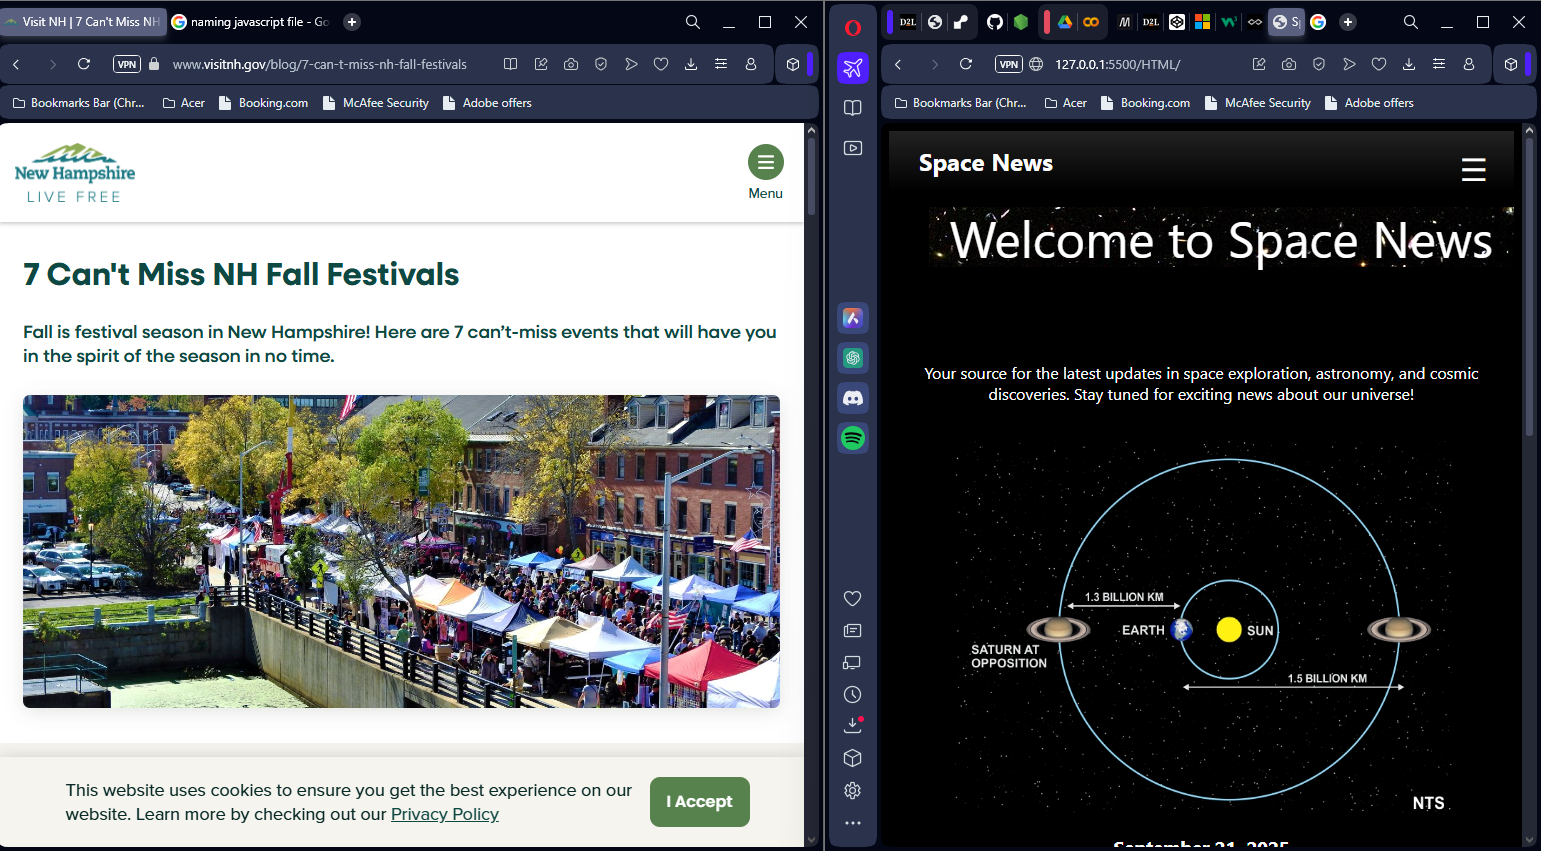 Visit NH | 7 Can't Miss NH
naming javascript file - Go
VPN
www.visitnh.gov/blog/7-can-t-miss-nh-fall-festivals
Bookmarks Bar (Chr...
Acer
Booking.com
McAfee Security
Adobe offers
New Hampshire
LIVE FREE
Menu
7 Can't Miss NH Fall Festivals
Fall is festival season in New Hampshire! Here are 7 can’t-miss events that will have you
in the spirit of the season in no time.
This website uses cookies to ensure you get the best experience on our
website. Learn more by checking out our Privacy Policy
I Accept
D2L
D2L
VPN
127.0.0.1:5500/HTML/
Bookmarks Bar (Chr...
Acer
Booking.com
McAfee Security
Adobe offers
Space News
Welcome to Space News
Your source for the latest updates in space exploration, astronomy, and cosmic
discoveries. Stay tuned for exciting news about our universe!
1.3 BILLION KM
EARTH
SUN
SATURN AT
OPPOSITION
1.5 BILLION KM
NTS
September 21, 2025